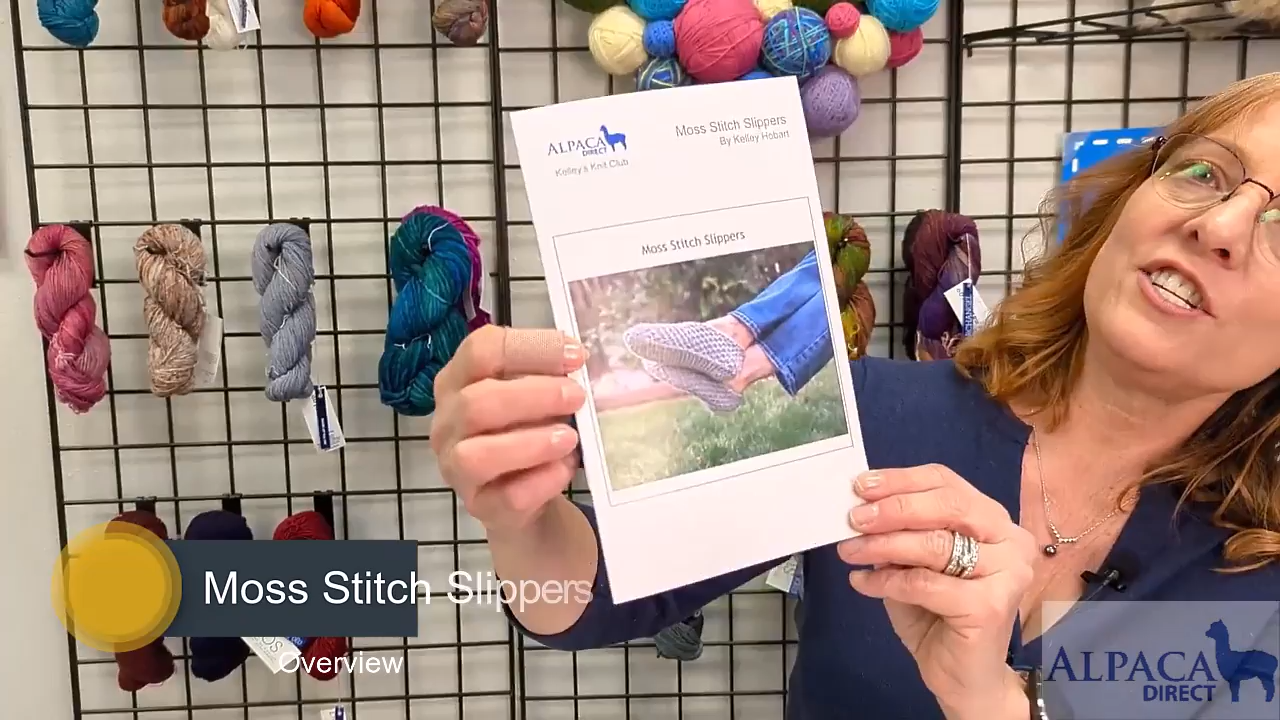 ALPACA
DIRECT
Kelley's Knit Club
Moss Stitch Slippers
By Kelley Hobart
Moss Stitch Slippers
Moss Stitch Slippers
Overview
ALPACA
DIRECT